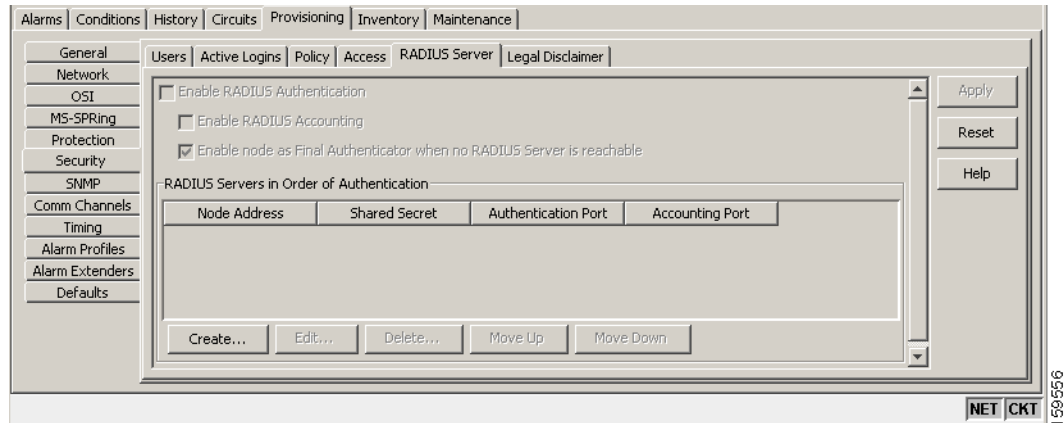 Alarms Conditions History Circuits Provisioning Inventory Maintenance
General
Network
OSI
MS-SPRing
Protection
Security
SNMP
Comm Channels
Timing
Alarm Profiles
Alarm Extenders
Defaults
Users Active Logins Policy Access RADIUS Server Legal Disclaimer
Enable RADIUS Authentication
Enable RADIUS Accounting
Enable node as Final Authenticator when no RADIUS Server is reachable
RADIUS Servers in Order of Authentication
Node Address Shared Secret Authentication Port Accounting Port
Create... Edit... Delete... Move Up Move Down
Apply
Reset
Help
NET CKT
159556